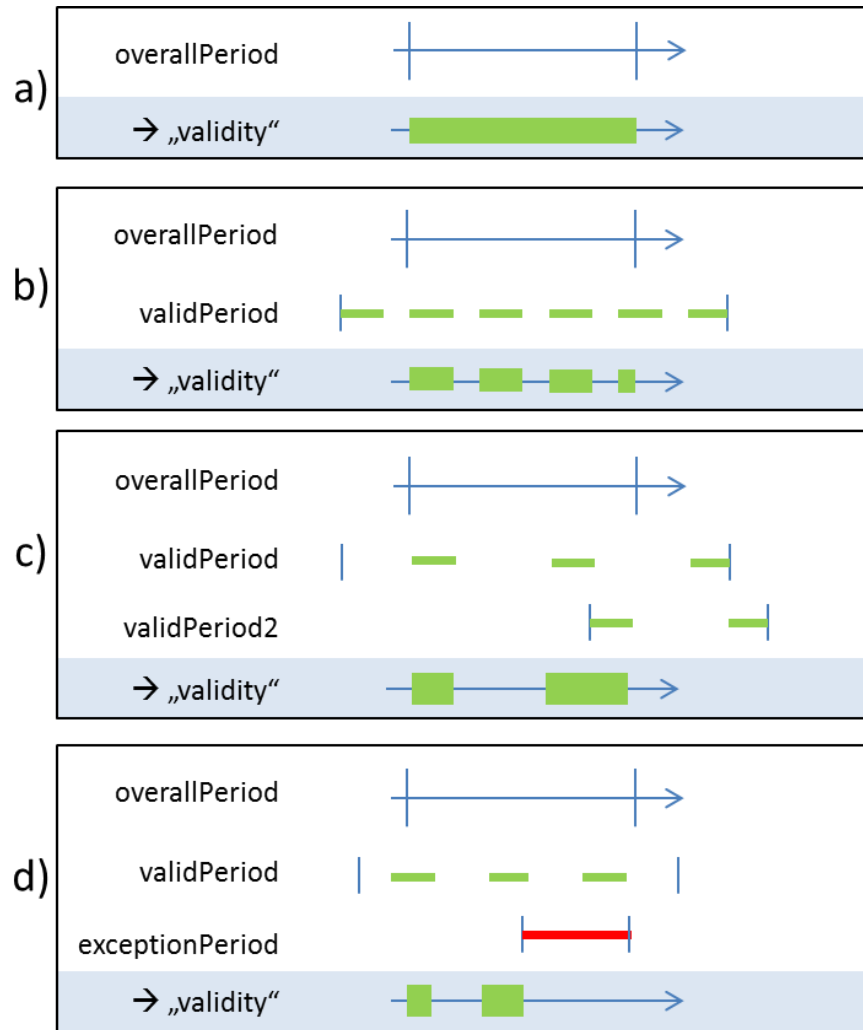 a)
overallPeriod
→ „validity“
b)
overallPeriod
validPeriod
→ „validity“
c)
overallPeriod
validPeriod
validPeriod2
→ „validity“
d)
overallPeriod
validPeriod
exceptionPeriod
→ „validity“